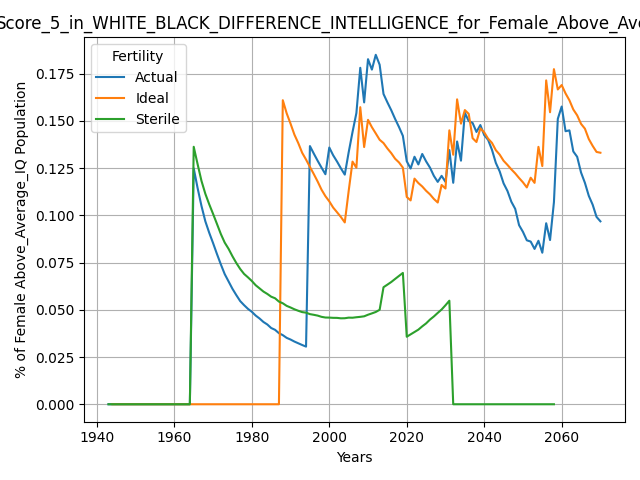 Score_5_in_WHITE_BLACK_DIFFERENCE_INTELLIGENCE_for_Female_Above_Ave
Fertility
Actual
Ideal
Sterile
% of Female Above_Average_IQ Population
0.175
0.150
0.125
0.100
0.075
0.050
0.025
0.000
1940
1960
1980
2000
2020
2040
2060
Years